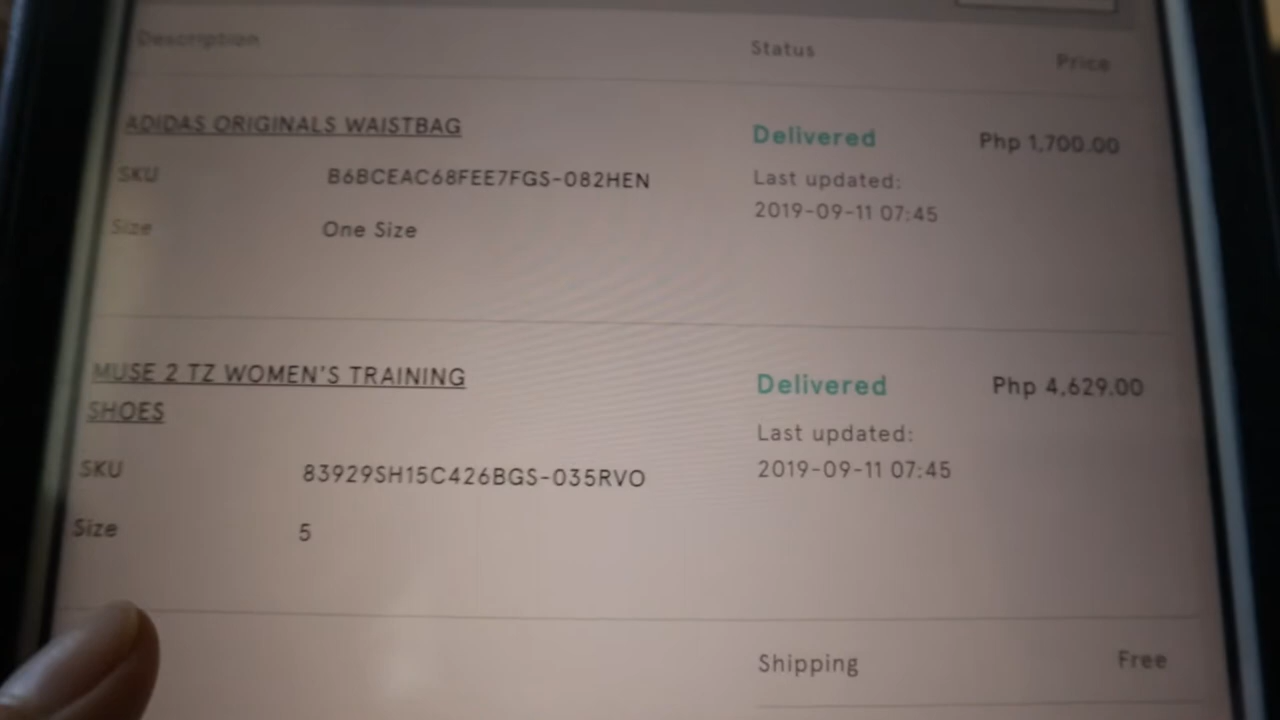 Description Status Price
ADIDAS ORIGINALS WAISTBAG Delivered Php 1,700.00
SKU B6BCEAC68FEE7FGS-082HEN Last updated:
2019-09-11 07:45
Size One Size
MUSE 2 TZ WOMEN'S TRAINING Delivered Php 4,629.00
SHOES
Last updated:
SKU 83929SH15C426BGS-035RVO 2019-09-11 07:45
Size 5
Shipping Free